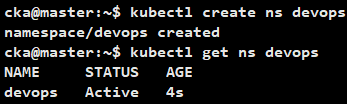 cka@master:~$ kubectl create ns devops
namespace/devops created
cka@master:~$ kubectl get ns devops
NAME     STATUS   AGE
devops   Active   4s